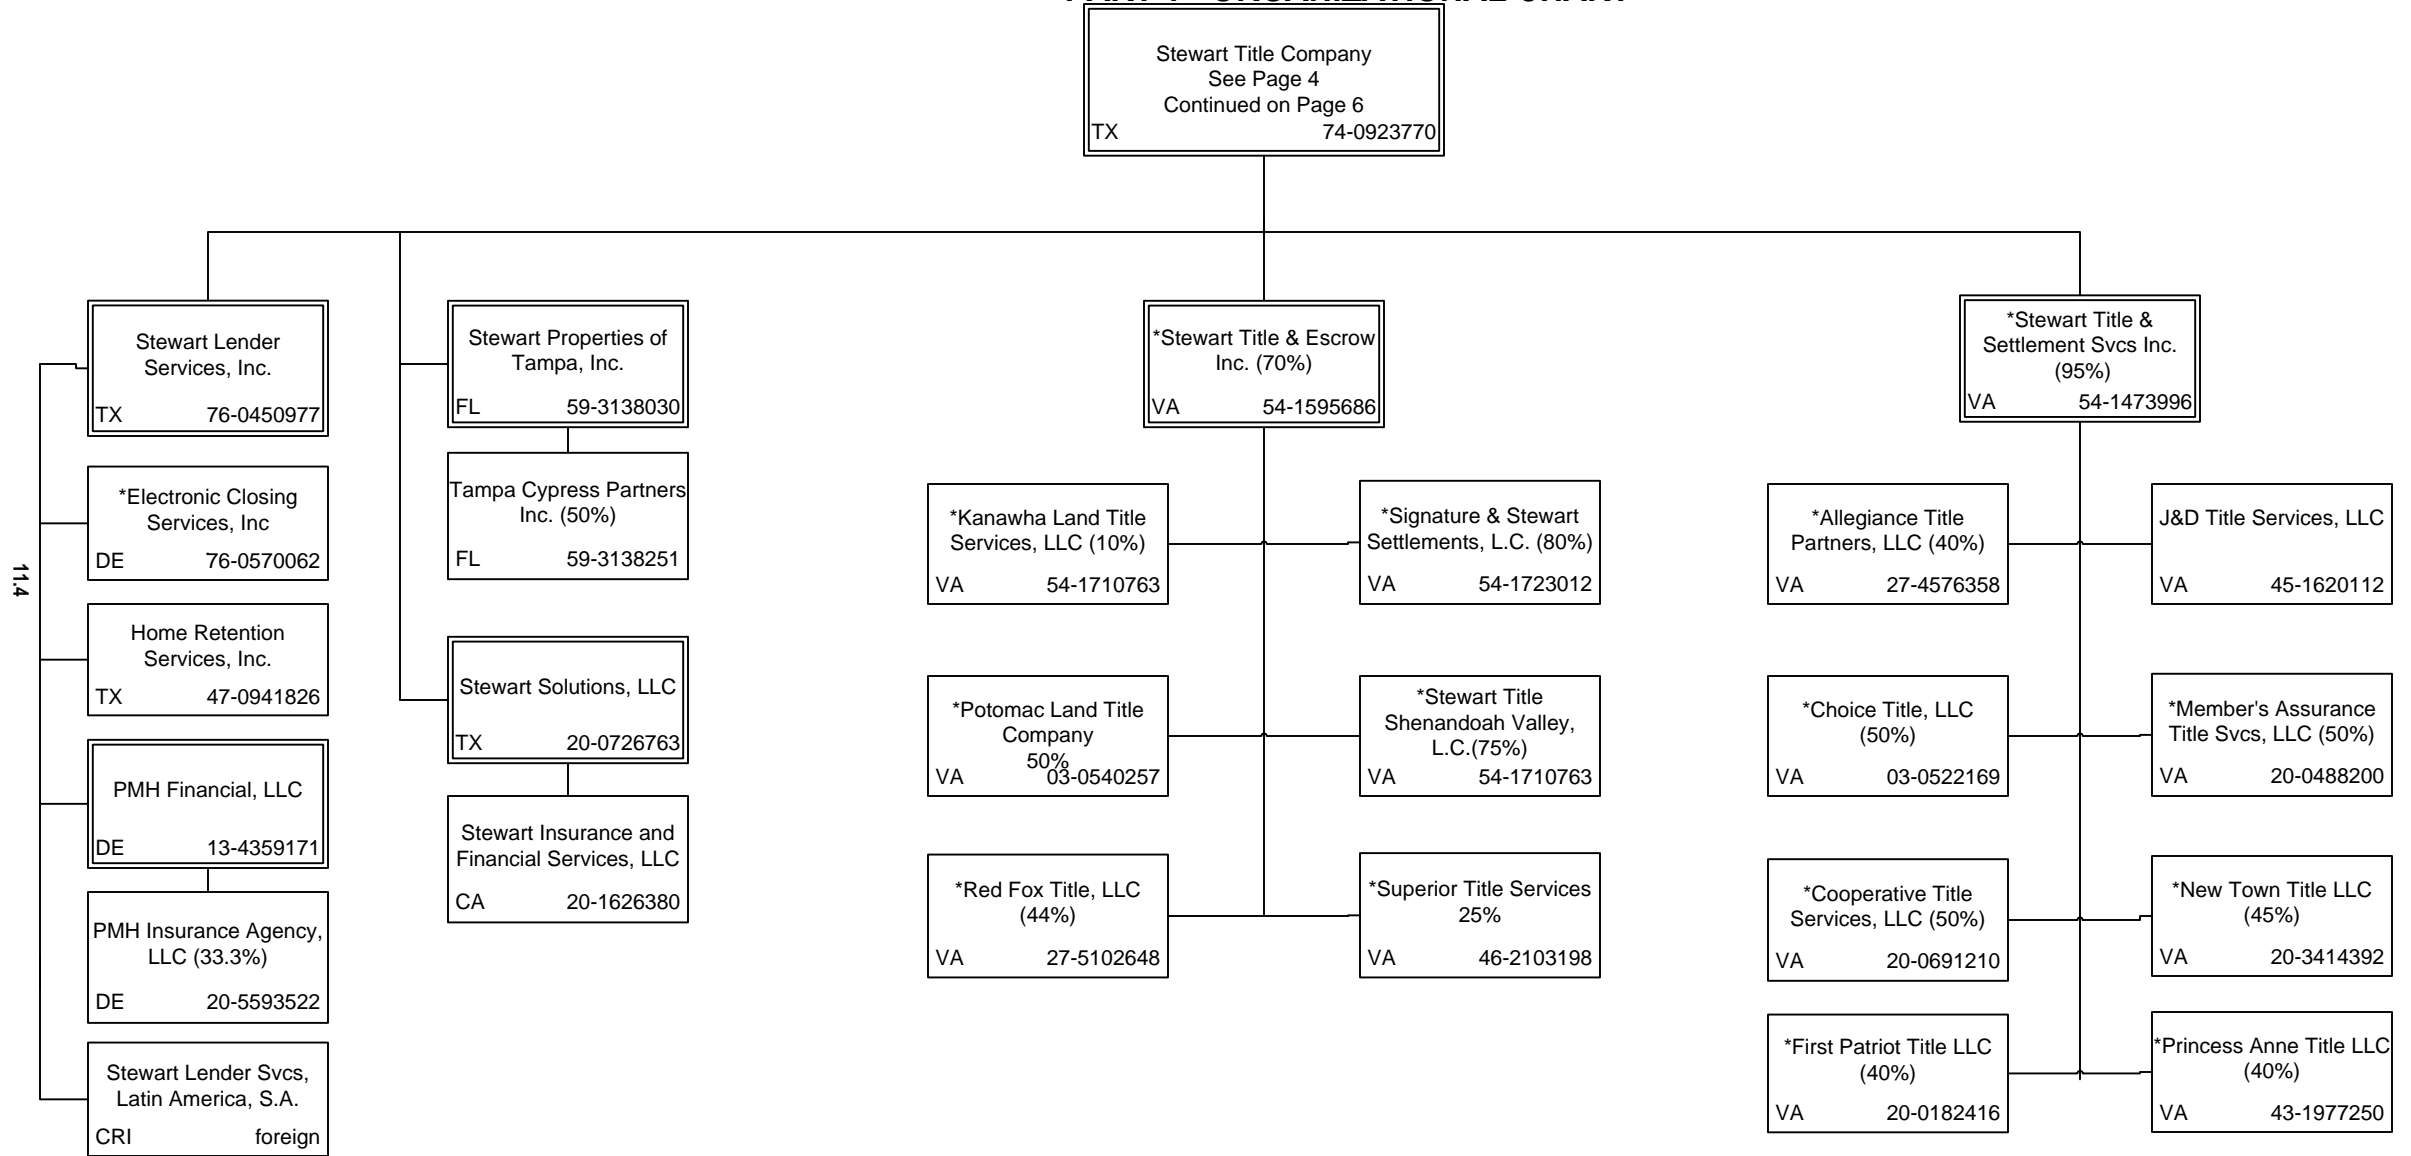 Stewart Title Company
See Page 4
Continued on Page 6
TX 74-0923770
Stewart Lender
Services, Inc.
TX 76-0450977
*Electronic Closing
Services, Inc
DE 76-0570062
Home Retention
Services, Inc.
TX 47-0941826
PMH Financial, LLC
DE 13-4359171
PMH Insurance Agency,
LLC (33.3%)
DE 20-5593522
Stewart Lender Svcs,
Latin America, S.A.
CRI foreign
11.4
Stewart Properties of
Tampa, Inc.
FL 59-3138030
Tampa Cypress Partners
Inc. (50%)
FL 59-3138251
Stewart Solutions, LLC
TX 20-0726763
Stewart Insurance and
Financial Services, LLC
CA 20-1626380
*Stewart Title & Escrow
Inc. (70%)
VA 54-1595686
*Kanawha Land Title
Services, LLC (10%)
VA 54-1710763
*Signature & Stewart
Settlements, L.C. (80%)
VA 54-1723012
*Potomac Land Title
Company
50%
VA 03-0540257
*Stewart Title
Shenandoah Valley,
L.C.(75%)
VA 54-1710763
*Red Fox Title, LLC
(44%)
VA 27-5102648
*Superior Title Services
25%
VA 46-2103198
*Stewart Title &
Settlement Svcs Inc.
(95%)
VA 54-1473996
*Allegiance Title
Partners, LLC (40%)
VA 27-4576358
J&D Title Services, LLC
VA 45-1620112
*Choice Title, LLC
(50%)
VA 03-0522169
*Member's Assurance
Title Svcs, LLC (50%)
VA 20-0488200
*Cooperative Title
Services, LLC (50%)
VA 20-0691210
*New Town Title LLC
(45%)
VA 20-3414392
*First Patriot Title LLC
(40%)
VA 20-0182416
*Princess Anne Title LLC
(40%)
VA 43-1977250